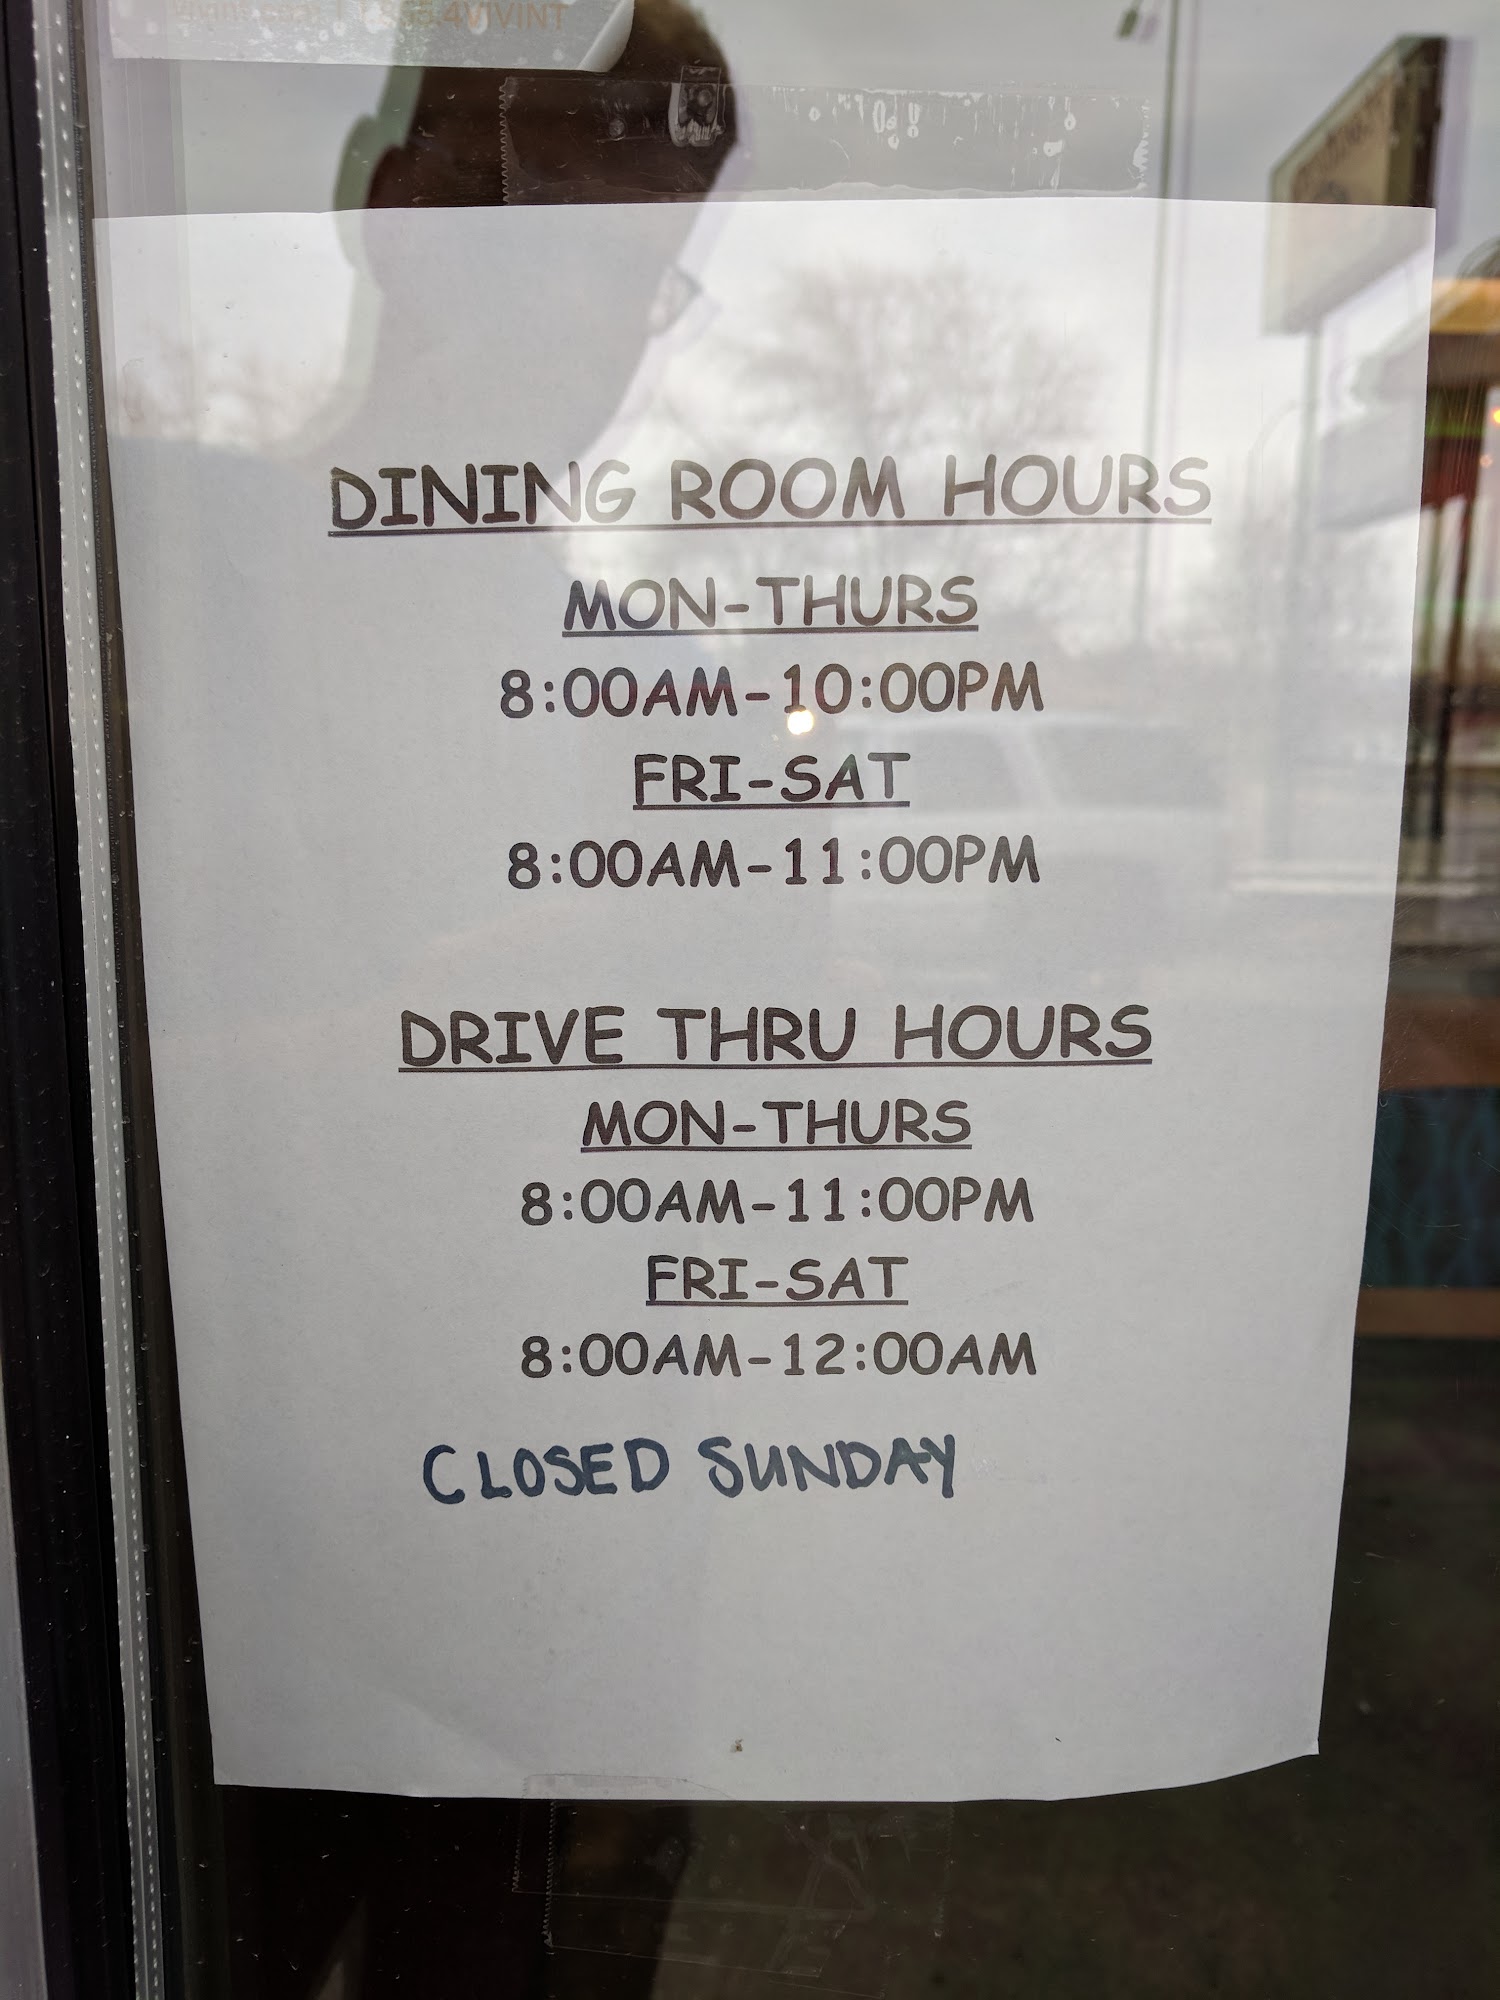 4VIVINT
DINING ROOM HOURS
MON-THURS
8:00AM-10:00PM
FRI-SAT
8:00AM-11:00PM
DRIVE THRU HOURS
MON-THURS
8:00AM-11:00PM
FRI-SAT
8:00AM-12:00AM
CLOSED SUNDAY